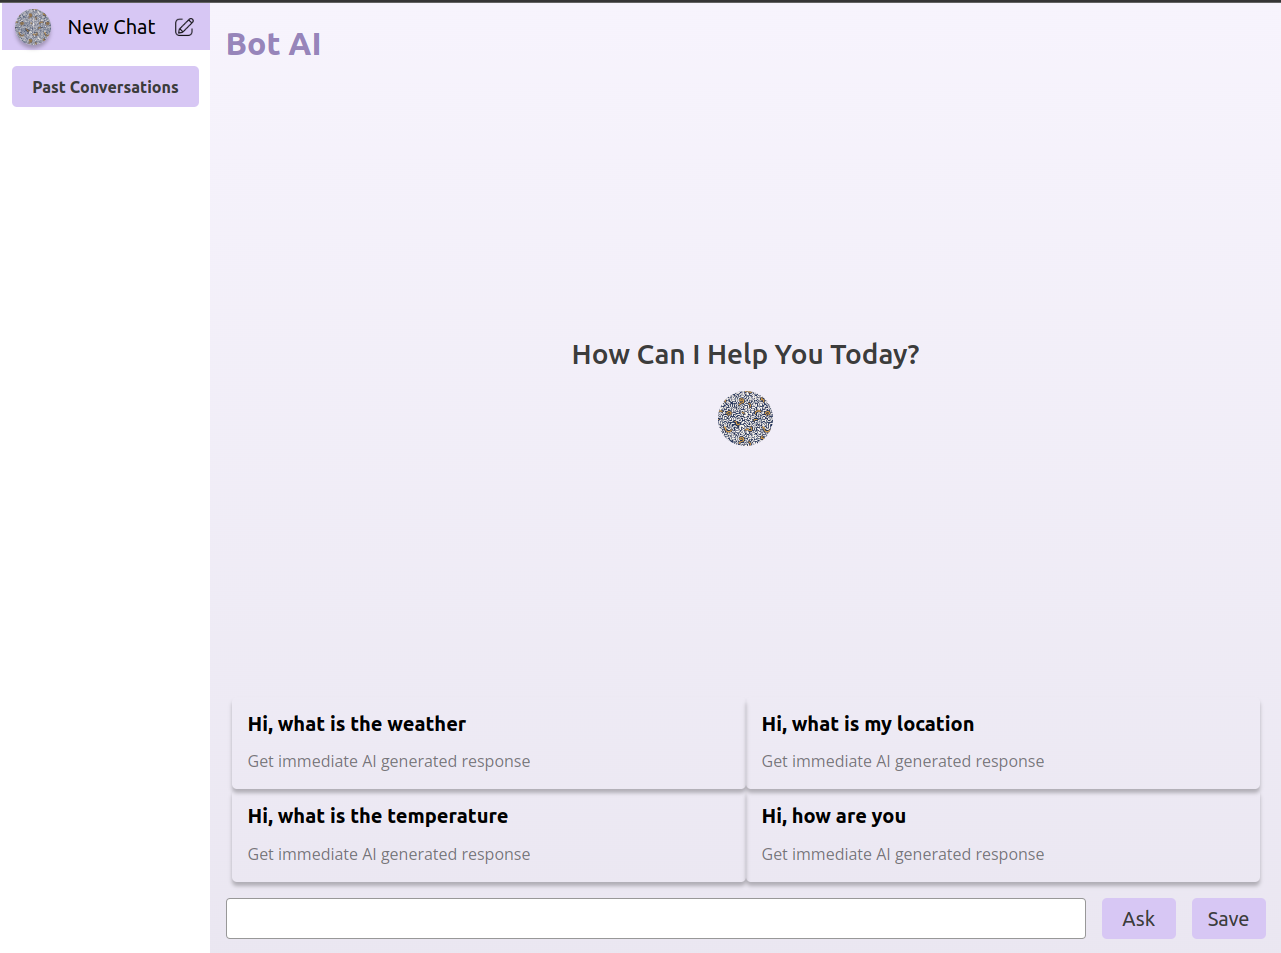 New Chat
Past Conversations
Bot AI
How Can I Help You Today?
Hi, what is the weather
Get immediate AI generated response
Hi, what is my location
Get immediate AI generated response
Hi, what is the temperature
Get immediate AI generated response
Hi, how are you
Get immediate AI generated response
Ask
Save